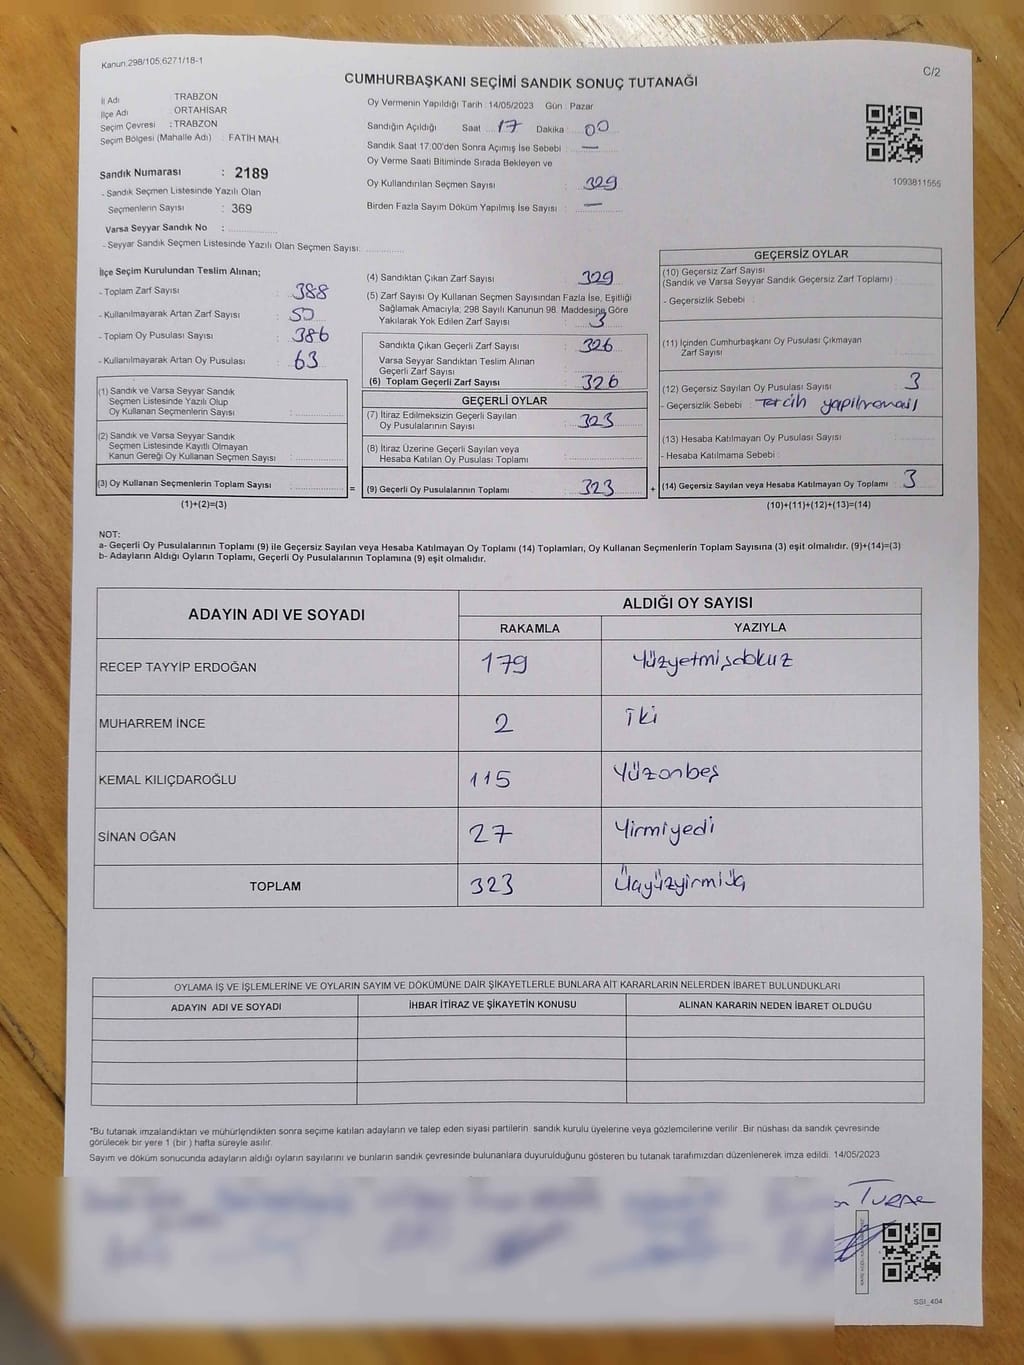 Kanun.298/105,6271/18-1
C/2
CUMHURBAŞKANI SEÇİMİ SANDIK SONUÇ TUTANAĞI
İl Adı TRABZON
İlçe Adı : ORTAHİSAR
Seçim Çevresi : TRABZON
Seçim Bölgesi (Mahalle Adı) FATİH MAH.
Sandık Numarası : 2189
- Sandık Seçmen Listesinde Yazılı Olan
Seçmenlerin Sayısı : 369
Varsa Seyyar Sandık No :
- Seyyar Sandık Seçmen Listesinde Yazılı Olan Seçmen Sayısı:
Oy Vermenin Yapıldığı Tarih : 14/05/2023 Gün : Pazar
Sandığın Açıldığı Saat 17 Dakika 00
Sandık Saat 17:00'den Sonra Açımış İse Sebebi : —
Oy Verme Saati Bitiminde Sırada Bekleyen ve
Oy Kullandırılan Seçmen Sayısı : 329
Birden Fazla Sayım Döküm Yapılmış İse Sayısı : —
1093811555
İlçe Seçim Kurulundan Teslim Alınan;
- Toplam Zarf Sayısı : 388
- Kullanılmayarak Artan Zarf Sayısı : 50
- Toplam Oy Pusulası Sayısı : 386
- Kullanılmayarak Artan Oy Pusulası : 63
(1) Sandık ve Varsa Seyyar Sandık
Seçmen Listesinde Yazılı Olup
Oy Kullanan Seçmenlerin Sayısı :
(2) Sandık ve Varsa Seyyar Sandık
Seçmen Listesinde Kayıtlı Olmayan
Kanun Gereği Oy Kullanan Seçmen Sayısı :
(3) Oy Kullanan Seçmenlerin Toplam Sayısı : =
(1)+(2)=(3)
(4) Sandıktan Çıkan Zarf Sayısı : 329
(5) Zarf Sayısı Oy Kullanan Seçmen Sayısından Fazla İse, Eşitliği
Sağlamak Amacıyla; 298 Sayılı Kanunun 98. Maddesine Göre
Yakılarak Yok Edilen Zarf Sayısı : 3
Sandıkta Çıkan Geçerli Zarf Sayısı : 326
Varsa Seyyar Sandıktan Teslim Alınan
Geçerli Zarf Sayısı :
(6) Toplam Geçerli Zarf Sayısı : 326
GEÇERLİ OYLAR
(7) İtiraz Edilmeksizin Geçerli Sayılan
Oy Pusulalarının Sayısı : 323
(8) İtiraz Üzerine Geçerli Sayılan veya
Hesaba Katılan Oy Pusulası Toplamı :
(9) Geçerli Oy Pusulalarının Toplamı : 323 +
GEÇERSİZ OYLAR
(10) Geçersiz Zarf Sayısı
(Sandık ve Varsa Seyyar Sandık Geçersiz Zarf Toplamı) :
- Geçersizlik Sebebi :
(11) İçinden Cumhurbaşkanı Oy Pusulası Çıkmayan
Zarf Sayısı
(12) Geçersiz Sayılan Oy Pusulası Sayısı : 3
- Geçersizlik Sebebi : Tercih yapılmaması
(13) Hesaba Katılmayan Oy Pusulası Sayısı :
- Hesaba Katılmama Sebebi :
(14) Geçersiz Sayılan veya Hesaba Katılmayan Oy Toplamı : 3
(10)+(11)+(12)+(13)=(14)
NOT:
a- Geçerli Oy Pusulalarının Toplamı (9) ile Geçersiz Sayılan veya Hesaba Katılmayan Oy Toplamı (14) Toplamları, Oy Kullanan Seçmenlerin Toplam Sayısına (3) eşit olmalıdır. (9)+(14)=(3)
b- Adayların Aldığı Oyların Toplamı, Geçerli Oy Pusulalarının Toplamına (9) eşit olmalıdır.
ADAYIN ADI VE SOYADI
ALDIĞI OY SAYISI
RAKAMLA YAZIYLA
RECEP TAYYİP ERDOĞAN 179 Yüzyetmişdokuz
MUHARREM İNCE 2 iki
KEMAL KILIÇDAROĞLU 115 Yüzonbeş
SİNAN OĞAN 27 Yirmiyedi
TOPLAM 323 Üçyüzyirmiüç
OYLAMA İŞ VE İŞLEMLERİNE VE OYLARIN SAYIM VE DÖKÜMÜNE DAİR ŞİKAYETLERLE BUNLARA AİT KARARLARIN NELERDEN İBARET BULUNDUKLARI
ADAYIN ADI VE SOYADI İHBAR İTİRAZ VE ŞİKAYETİN KONUSU ALINAN KARARIN NEDEN İBARET OLDUĞU
*Bu tutanak imzalandıktan ve mühürlendikten sonra seçime katılan adayların ve talep eden siyasi partilerin sandık kurulu üyelerine veya gözlemcilerine verilir. Bir nüshası da sandık çevresinde
görülecek bir yere 1 (bir ) hafta süreyle asılır.
Sayım ve döküm sonucunda adayların aldığı oyların sayılarını ve bunların sandık çevresinde bulunanlara duyurulduğunu gösteren bu tutanak tarafımızdan düzenlenerek imza edildi. 14/05/2023
SSI_404